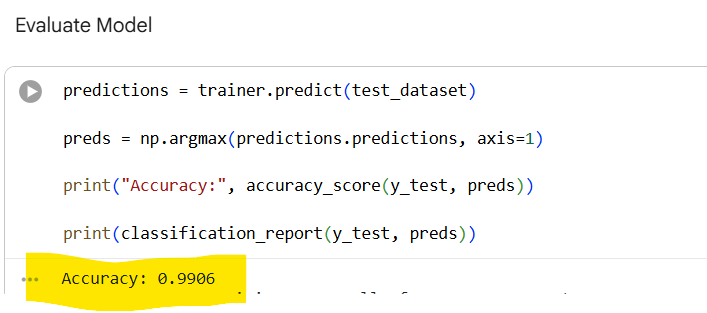 Evaluate Model
predictions = trainer.predict(test_dataset)
preds = np.argmax(predictions.predictions, axis=1)
print("Accuracy:", accuracy_score(y_test, preds))
print(classification_report(y_test, preds))
Accuracy: 0.9906